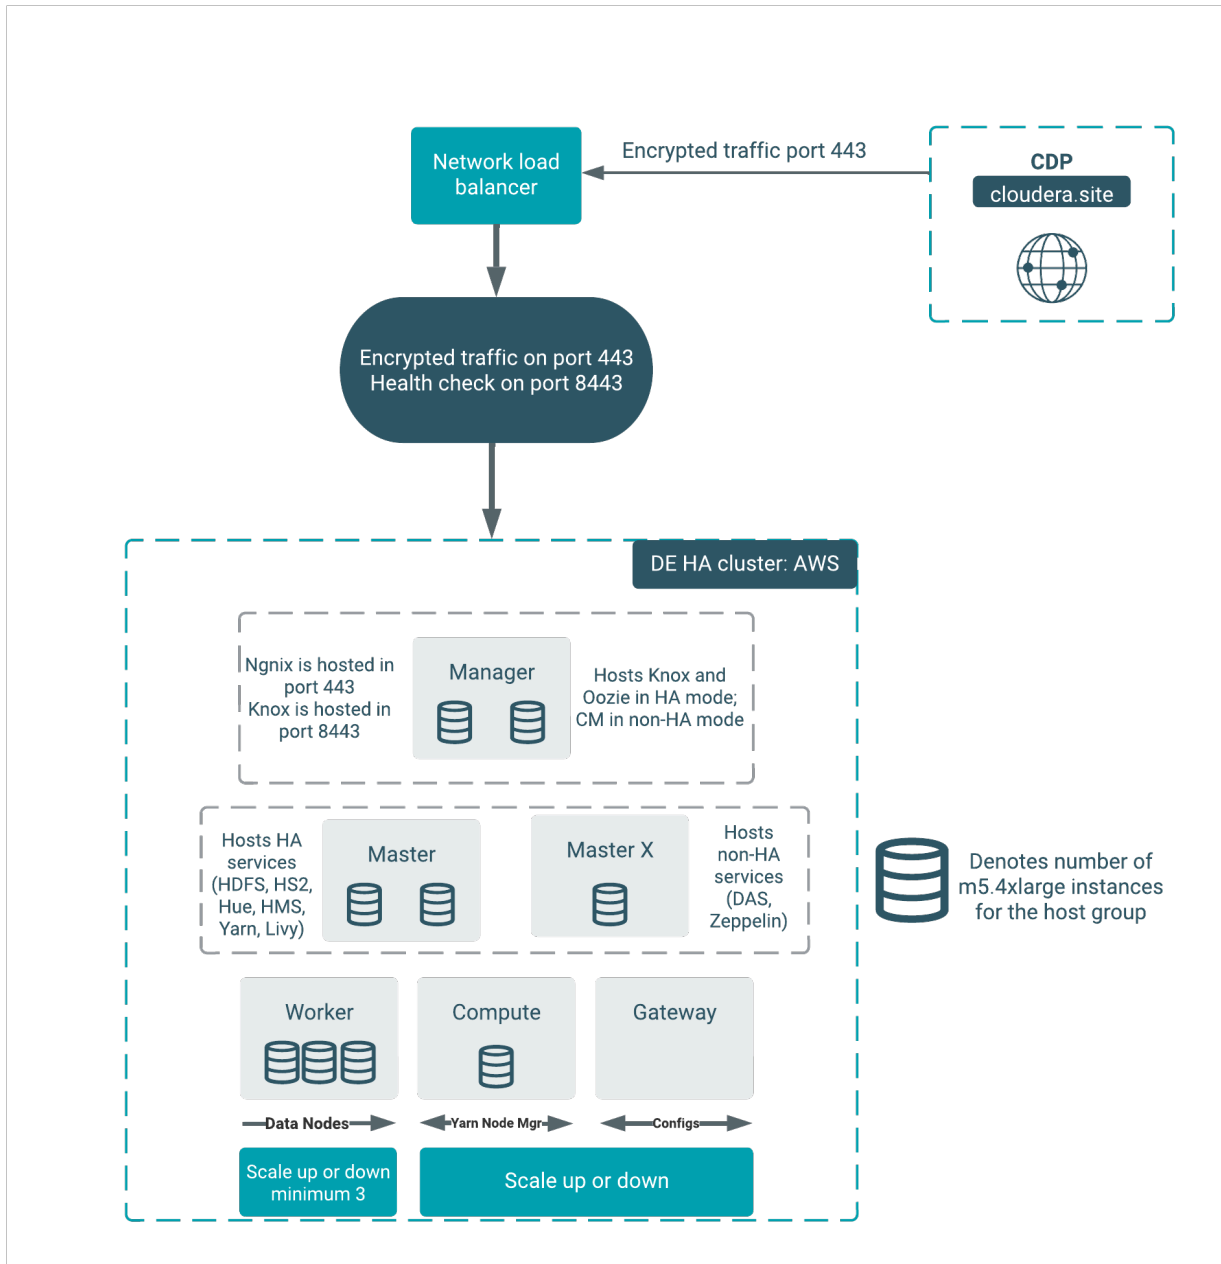 Network load
balancer
Encrypted traffic port 443
CDP
cloudera.site
Encrypted traffic on port 443
Health check on port 8443
DE HA cluster: AWS
Ngnix is hosted in
port 443
Knox is hosted in
port 8443
Manager
Hosts Knox and
Oozie in HA mode;
CM in non-HA mode
Hosts HA
services
(HDFS, HS2,
Hue, HMS,
Yarn, Livy)
Master
Master X
Hosts
non-HA
services
(DAS,
Zeppelin)
Denotes number of
m5.4xlarge instances
for the host group
Worker
Compute
Gateway
Data Nodes
Yarn Node Mgr
Configs
Scale up or down
minimum 3
Scale up or down